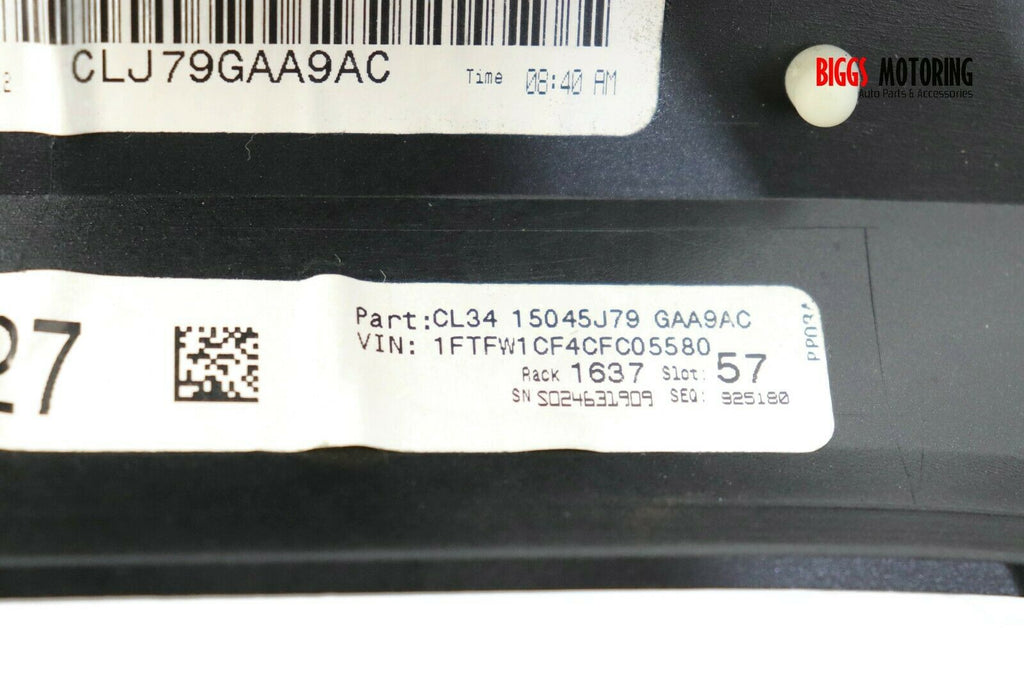 CLJ79GAA9AC
Time 08:40 AM
BIGGS MOTORING
Auto Parts & Accessories
27
Part:CL34 15045J79 GAA9AC
VIN: 1FTFW1CF4CFC05580
Rack 1637 Slot: 57
SN S024631909 SEQ: 925180